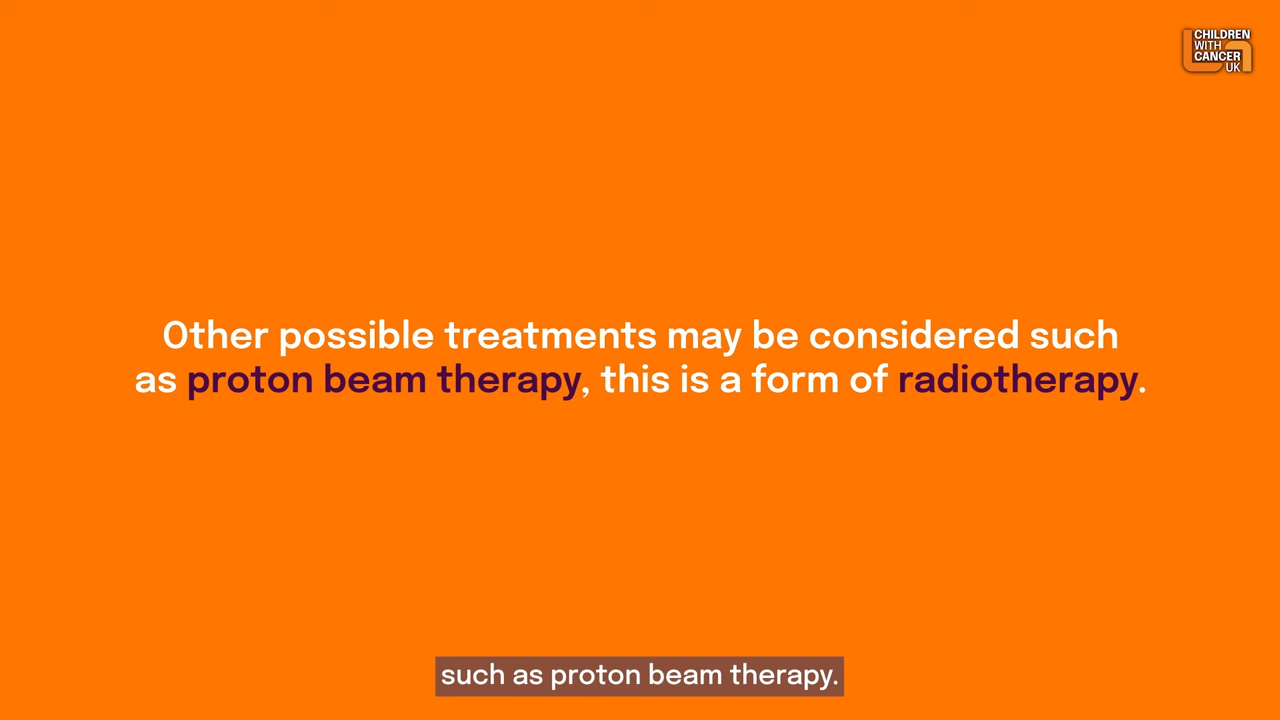 CHILDREN
WITH
CANCER
UK
Other possible treatments may be considered such
as proton beam therapy, this is a form of radiotherapy.
such as proton beam therapy.